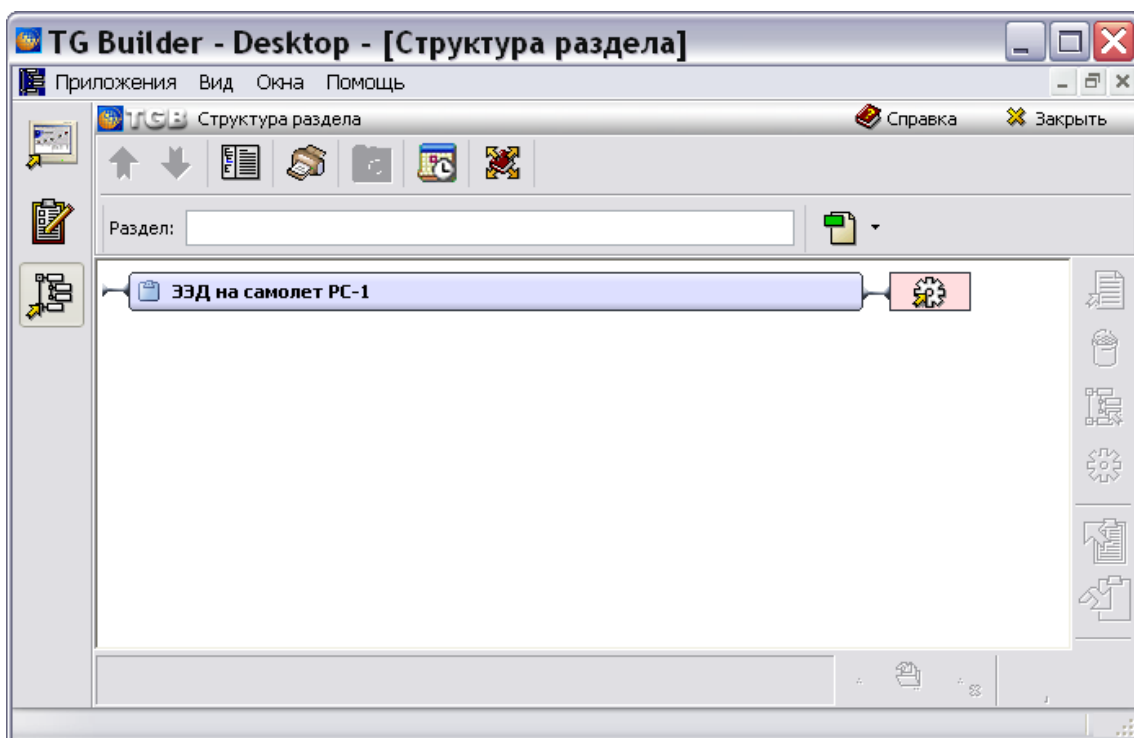 TG Builder - Desktop - [Структура раздела]
Приложения Вид Окна Помощь
TGB Структура раздела Справка Закрыть
Раздел:
ЭЭД на самолет РС-1